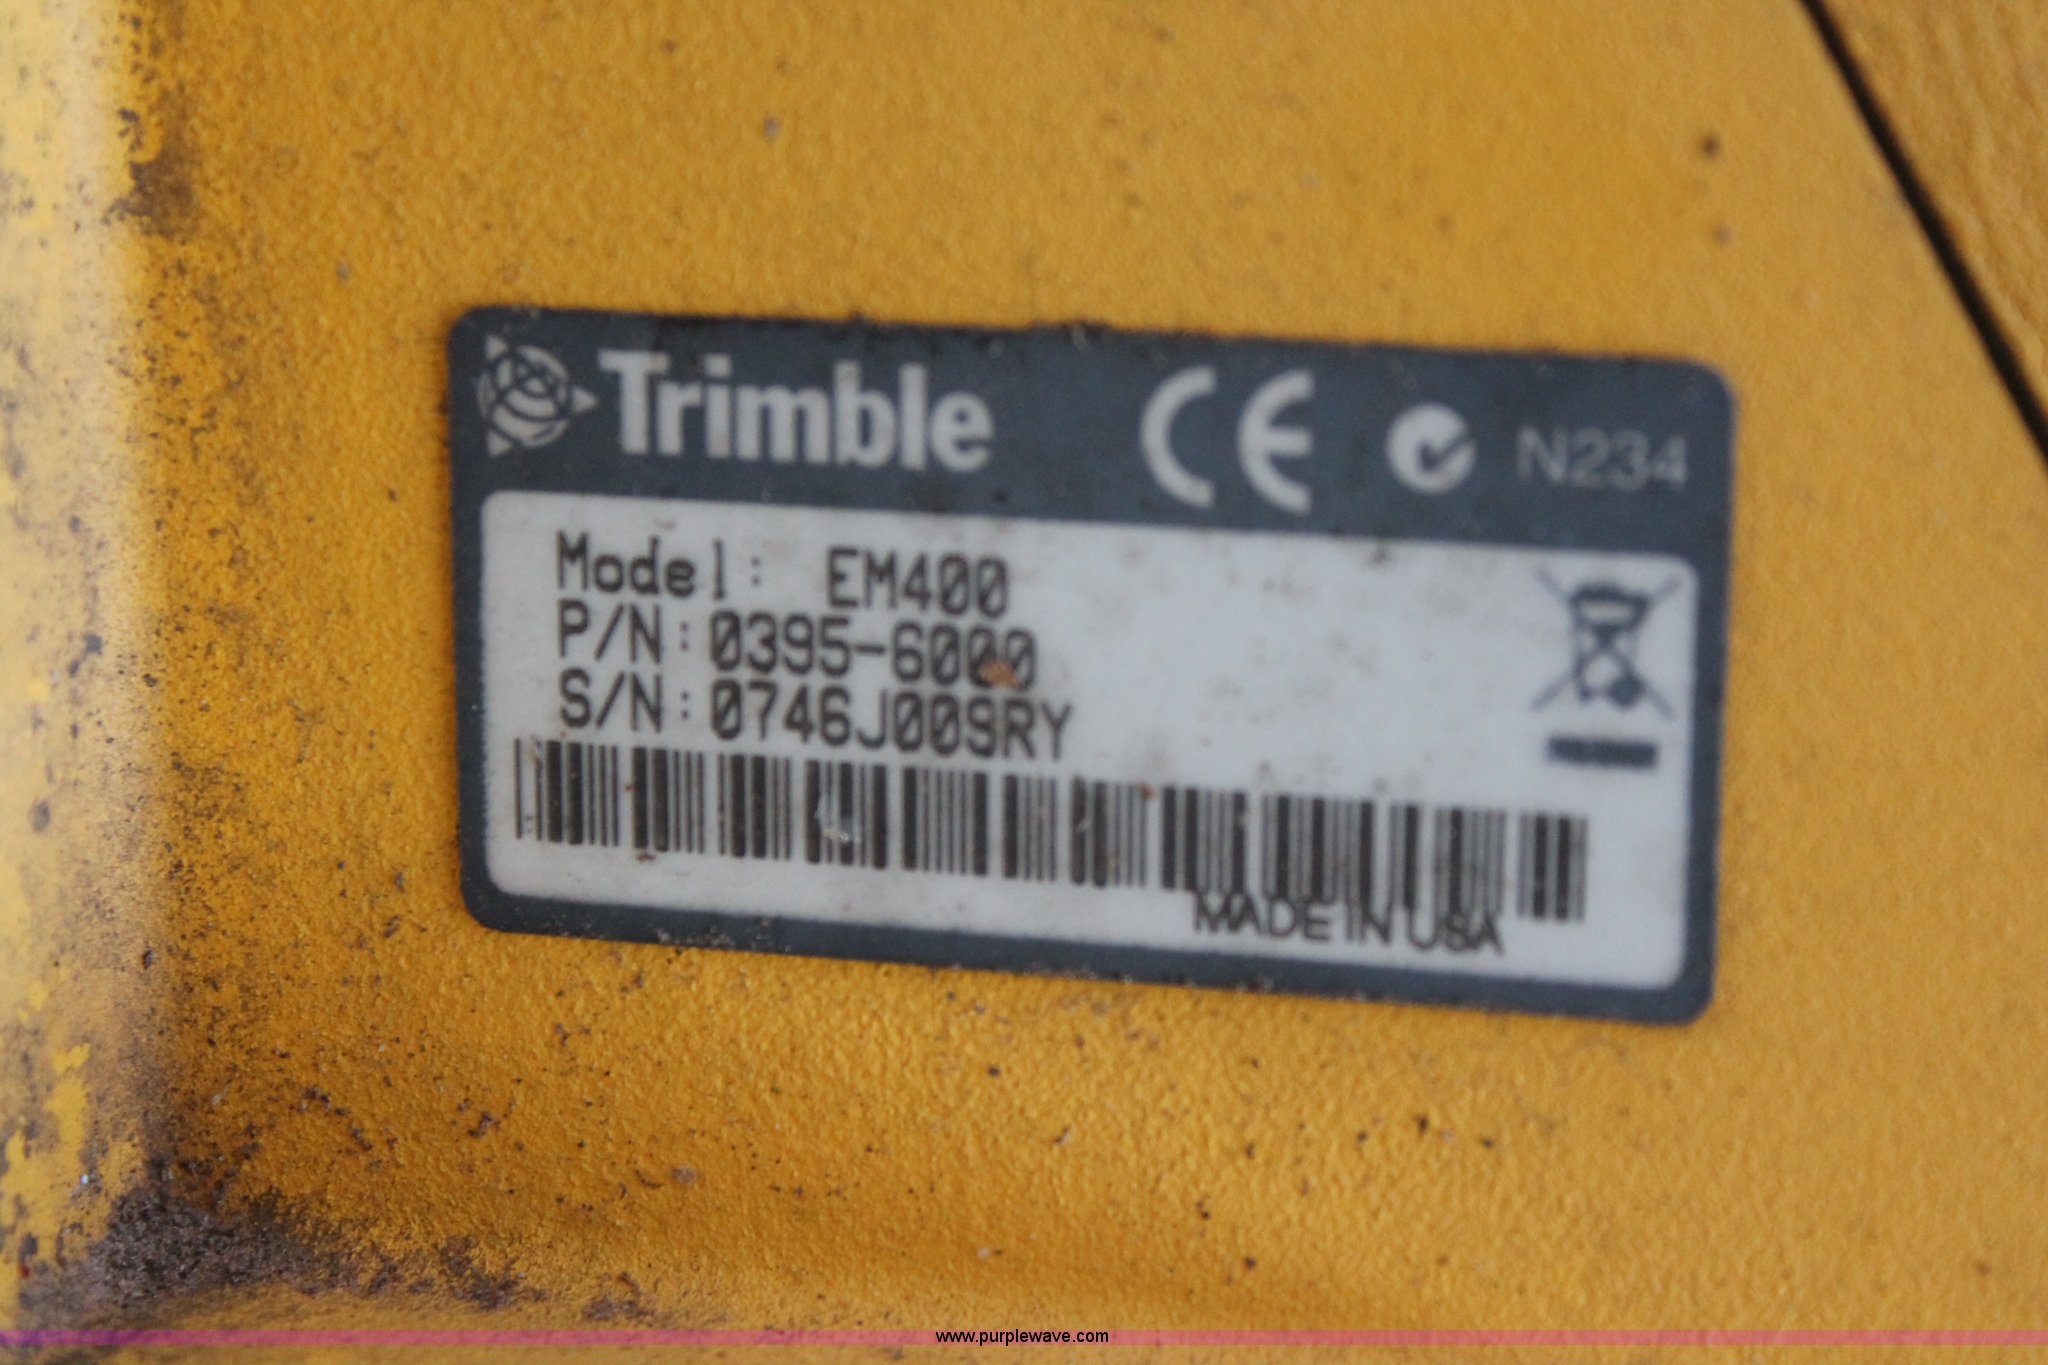 Trimble CE N234
Model: EM400
P/N: 0395-6000
S/N: 0746J009RY
MADE IN USA
www.purplewave.com